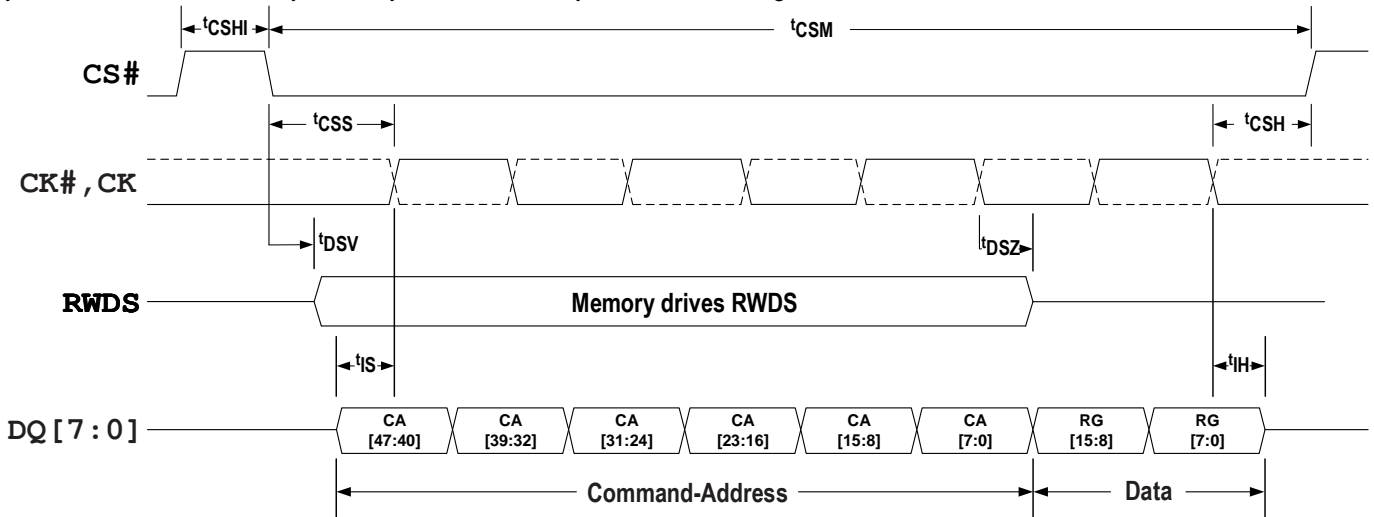 tCSHI
tCSM
CS#
tCSS
tCSH
CK#,CK
tDSV
tDSZ
RWDS
Memory drives RWDS
tIS
tIH
DQ[7:0]
CA [47:40]
CA [39:32]
CA [31:24]
CA [23:16]
CA [15:8]
CA [7:0]
RG [15:8]
RG [7:0]
Command-Address
Data